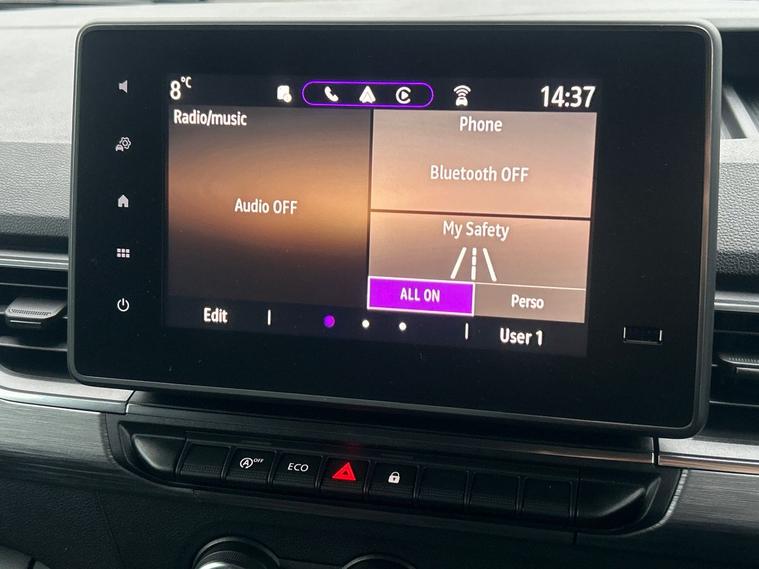 8°C
14:37
Radio/music
Phone
Bluetooth OFF
Audio OFF
My Safety
ALL ON
Perso
Edit
User 1
OFF
ECO